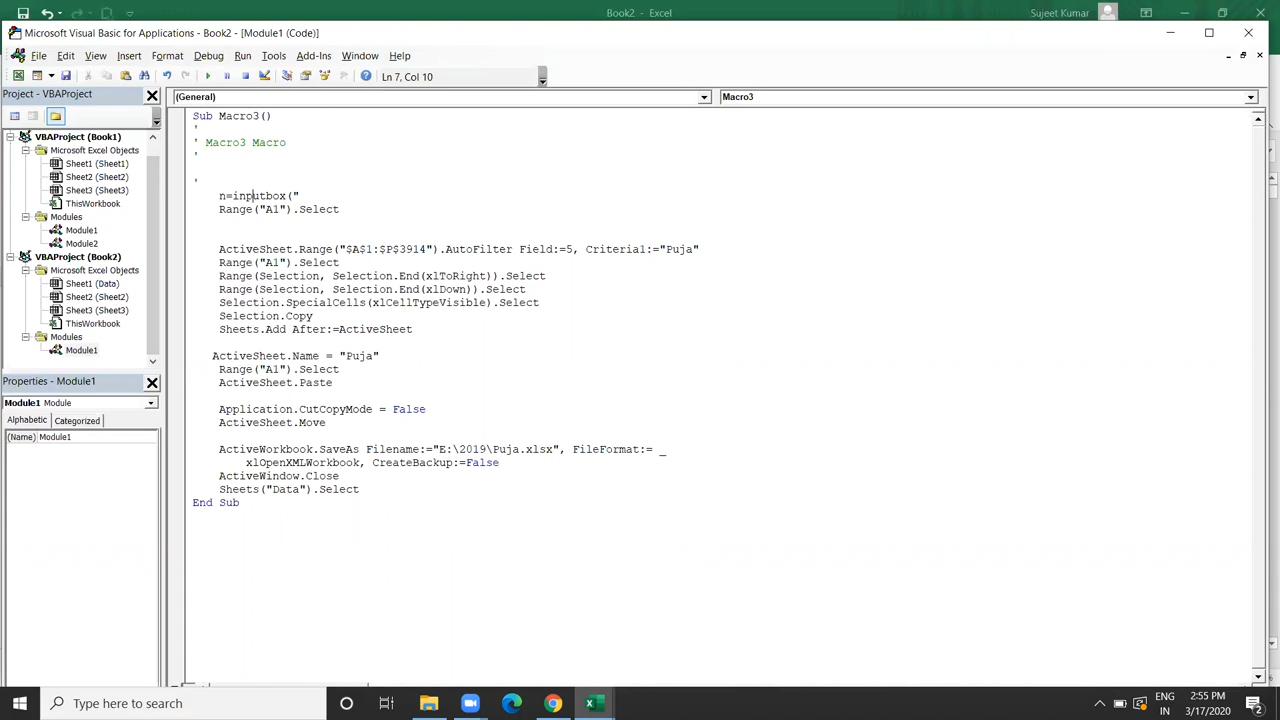 Book2 - Excel
Sujeet Kumar
Microsoft Visual Basic for Applications - Book2 - [Module1 (Code)]
File Edit View Insert Format Debug Run Tools Add-Ins Window Help
Ln 7, Col 10
Project - VBAProject
(General)
Macro3
VBAProject (Book1)
Microsoft Excel Objects
Sheet1 (Sheet1)
Sheet2 (Sheet2)
Sheet3 (Sheet3)
ThisWorkbook
Modules
Module1
Module2
VBAProject (Book2)
Microsoft Excel Objects
Sheet1 (Data)
Sheet2 (Sheet2)
Sheet3 (Sheet3)
ThisWorkbook
Modules
Module1
Properties - Module1
Module1 Module
Alphabetic Categorized
(Name) Module1
Sub Macro3()
'
' Macro3 Macro
'
'
n=inputbox("
Range("A1").Select
ActiveSheet.Range("$A$1:$P$3914").AutoFilter Field:=5, Criteria1:="Puja"
Range("A1").Select
Range(Selection, Selection.End(xlToRight)).Select
Range(Selection, Selection.End(xlDown)).Select
Selection.SpecialCells(xlCellTypeVisible).Select
Selection.Copy
Sheets.Add After:=ActiveSheet
ActiveSheet.Name = "Puja"
Range("A1").Select
ActiveSheet.Paste
Application.CutCopyMode = False
ActiveSheet.Move
ActiveWorkbook.SaveAs Filename:="E:\2019\Puja.xlsx", FileFormat:= _
xlOpenXMLWorkbook, CreateBackup:=False
ActiveWindow.Close
Sheets("Data").Select
End Sub
Type here to search
ENG
IN
2:55 PM
3/17/2020
2